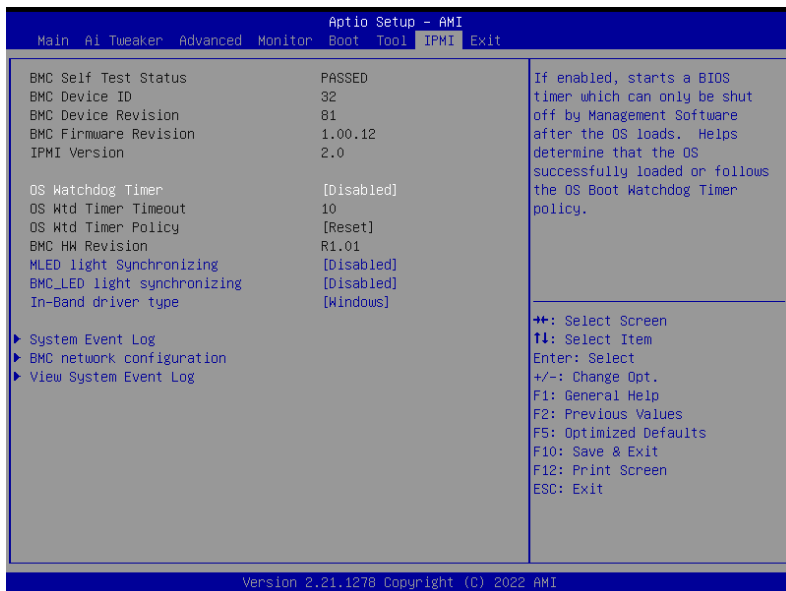 Aptio Setup – AMI
Main Ai Tweaker Advanced Monitor Boot Tool IPMI Exit
BMC Self Test Status PASSED
BMC Device ID 32
BMC Device Revision 81
BMC Firmware Revision 1.00.12
IPMI Version 2.0
OS Watchdog Timer [Disabled]
OS Wtd Timer Timeout 10
OS Wtd Timer Policy [Reset]
BMC HW Revision R1.01
MLED light Synchronizing [Disabled]
BMC_LED light synchronizing [Disabled]
In-Band driver type [Windows]
System Event Log
BMC network configuration
View System Event Log
If enabled, starts a BIOS
timer which can only be shut
off by Management Software
after the OS loads. Helps
determine that the OS
successfully loaded or follows
the OS Boot Watchdog Timer
policy.
→←: Select Screen
↑↓: Select Item
Enter: Select
+/-: Change Opt.
F1: General Help
F2: Previous Values
F5: Optimized Defaults
F10: Save & Exit
F12: Print Screen
ESC: Exit
Version 2.21.1278 Copyright (C) 2022 AMI